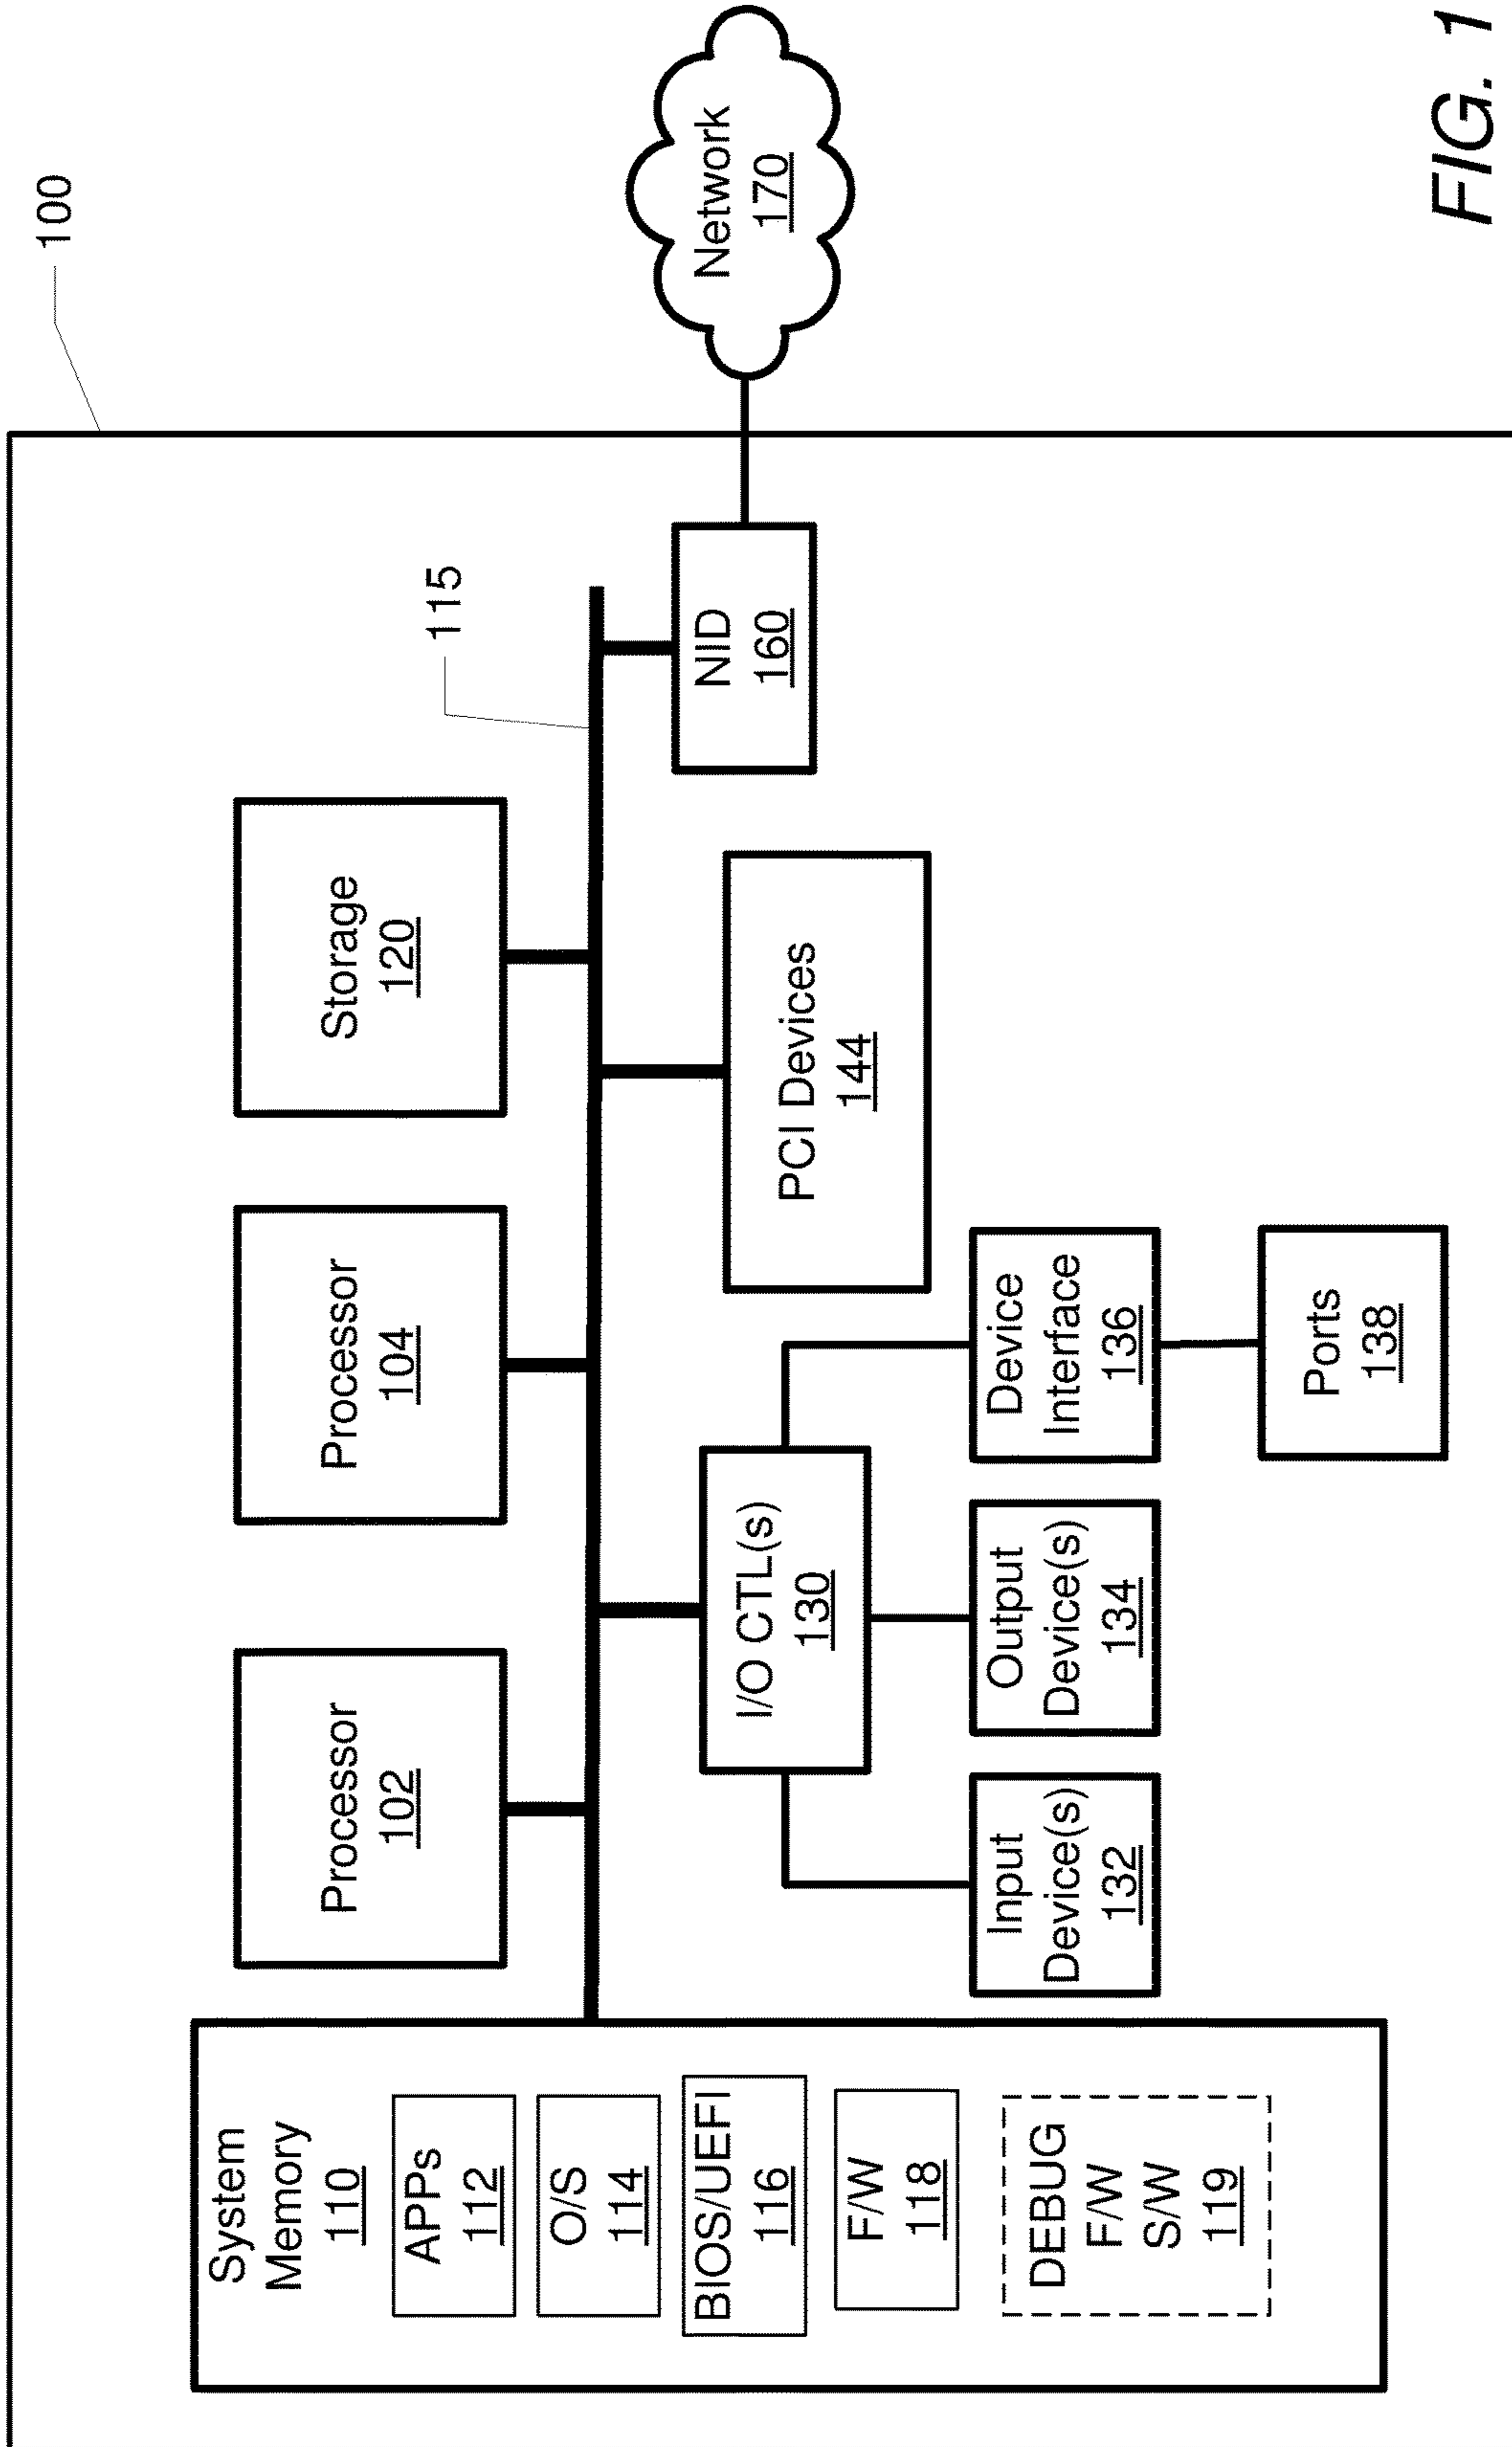 100
System
Memory
110
APPs
112
O/S
114
BIOS/UEFI
116
F/W
118
DEBUG
F/W
S/W
119
Processor
102
Processor
104
Storage
120
115
I/O CTL(s)
130
PCI Devices
144
NID
160
Network
170
Input
Device(s)
132
Output
Device(s)
134
Device
Interface
136
Ports
138
FIG. 1